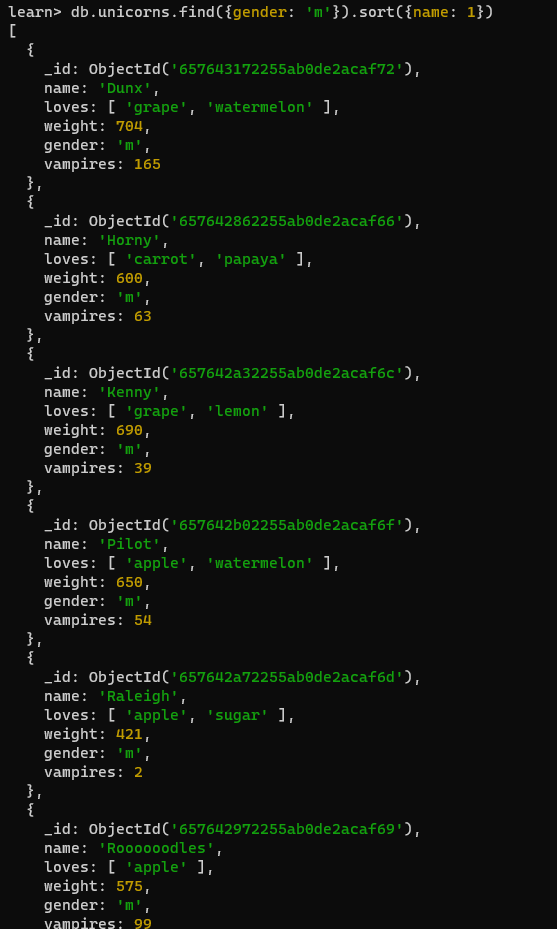 learn> db.unicorns.find({gender: 'm'}).sort({name: 1})
[
  {
    _id: ObjectId('657643172255ab0de2acaf72'),
    name: 'Dunx',
    loves: [ 'grape', 'watermelon' ],
    weight: 704,
    gender: 'm',
    vampires: 165
  },
  {
    _id: ObjectId('657642862255ab0de2acaf66'),
    name: 'Horny',
    loves: [ 'carrot', 'papaya' ],
    weight: 600,
    gender: 'm',
    vampires: 63
  },
  {
    _id: ObjectId('657642a32255ab0de2acaf6c'),
    name: 'Kenny',
    loves: [ 'grape', 'lemon' ],
    weight: 690,
    gender: 'm',
    vampires: 39
  },
  {
    _id: ObjectId('657642b02255ab0de2acaf6f'),
    name: 'Pilot',
    loves: [ 'apple', 'watermelon' ],
    weight: 650,
    gender: 'm',
    vampires: 54
  },
  {
    _id: ObjectId('657642a72255ab0de2acaf6d'),
    name: 'Raleigh',
    loves: [ 'apple', 'sugar' ],
    weight: 421,
    gender: 'm',
    vampires: 2
  },
  {
    _id: ObjectId('657642972255ab0de2acaf69'),
    name: 'Roooooodles',
    loves: [ 'apple' ],
    weight: 575,
    gender: 'm',
    vampires: 99